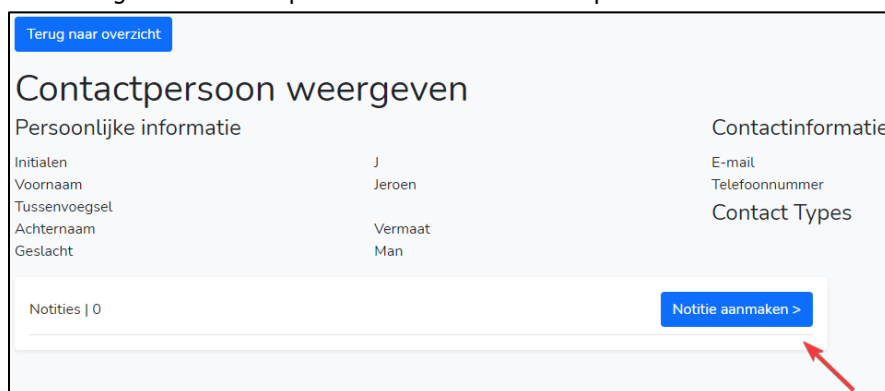 Terug naar overzicht
Contactpersoon weergeven
Persoonlijke informatie
Contactinformatie
Initialen J E-mail
Voornaam Jeroen Telefoonnummer
Tussenvoegsel
Contact Types
Achternaam Vermaat
Geslacht Man
Notities | 0
Notitie aanmaken >